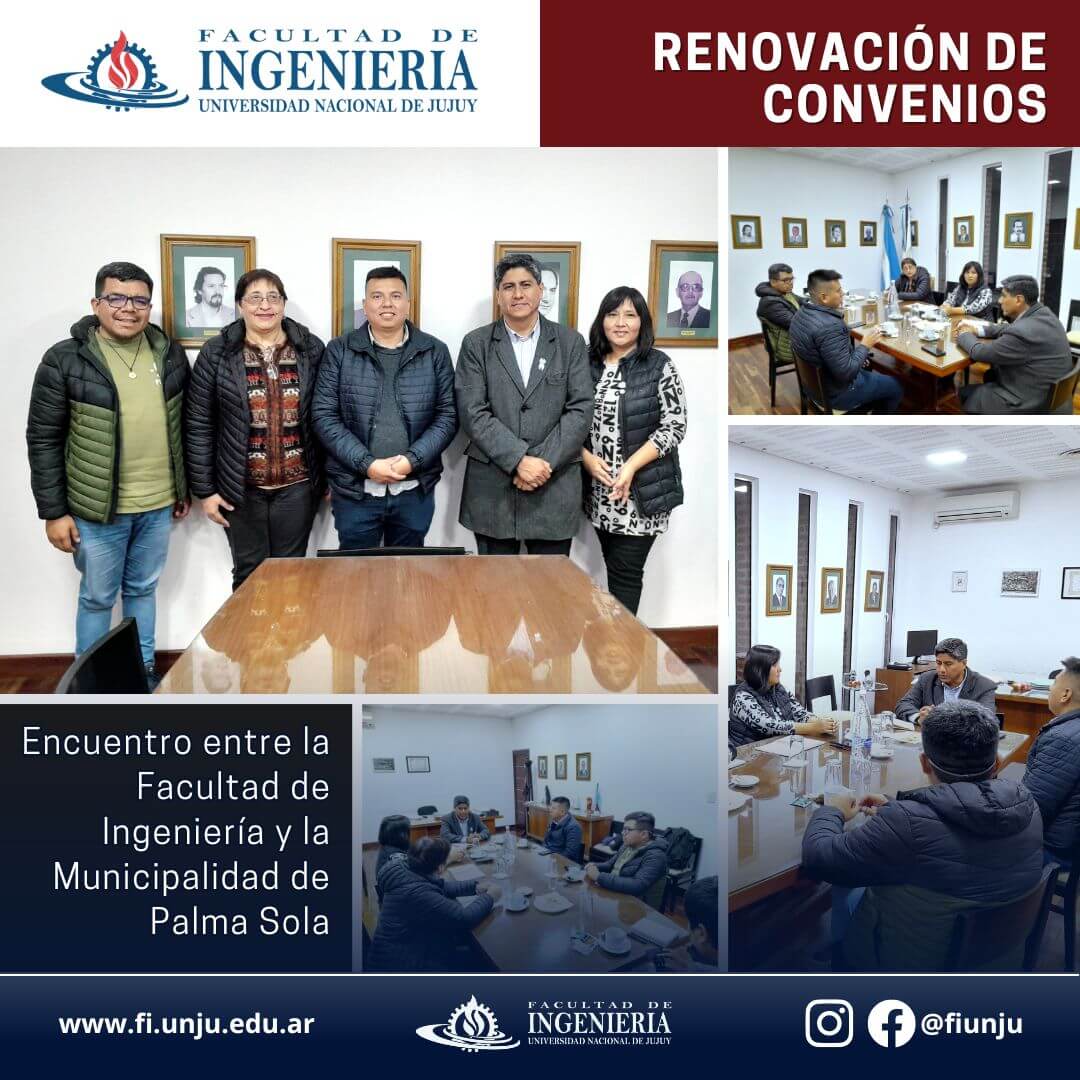 FACULTAD DE
INGENIERIA
UNIVERSIDAD NACIONAL DE JUJUY
RENOVACIÓN DE
CONVENIOS
Encuentro entre la
Facultad de
Ingeniería y la
Municipalidad de
Palma Sola
www.fi.unju.edu.ar
FACULTAD DE
INGENIERIA
UNIVERSIDAD NACIONAL DE JUJUY
@fiunju